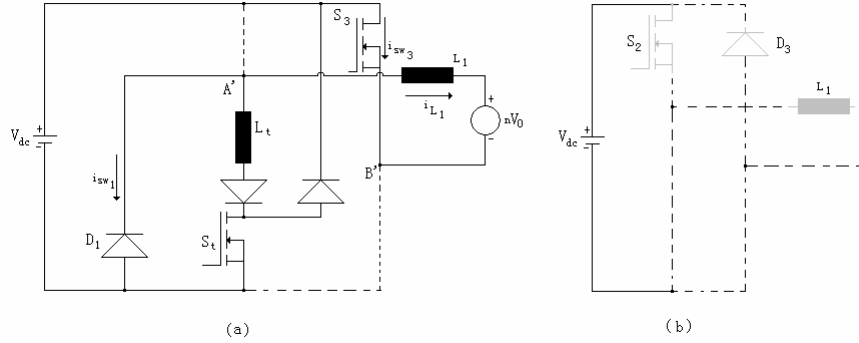 S3
isw3
A'
L1
iL1
nV0
Vdc
+
-
+
-
Lt
B'
isw1
D1
St
(a)
S2
D3
L1
Vdc
+
-
(b)